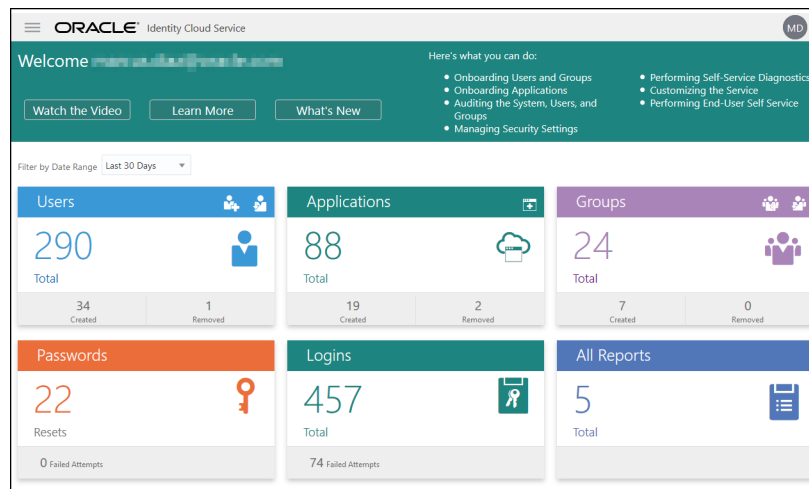 ORACLE® Identity Cloud Service
MD
Welcome
Watch the Video
Learn More
What's New
Here's what you can do:
• Onboarding Users and Groups
• Onboarding Applications
• Auditing the System, Users, and
Groups
• Managing Security Settings
• Performing Self-Service Diagnostics
• Customizing the Service
• Performing End-User Self Service
Filter by Date Range Last 30 Days
Users
290
Total
34
Created
1
Removed
Applications
88
Total
19
Created
2
Removed
Groups
24
Total
7
Created
0
Removed
Passwords
22
Resets
0 Failed Attempts
Logins
457
Total
74 Failed Attempts
All Reports
5
Total